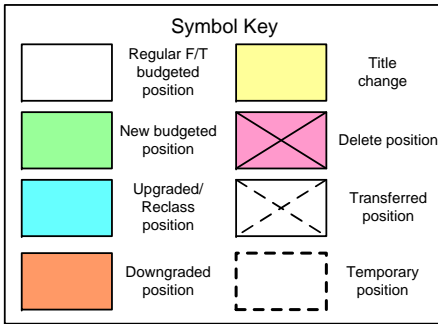 Symbol Key
Regular F/T
budgeted
position
Title
change
New budgeted
position
Delete position
Upgraded/
Reclass
position
Transferred
position
Downgraded
position
Temporary
position